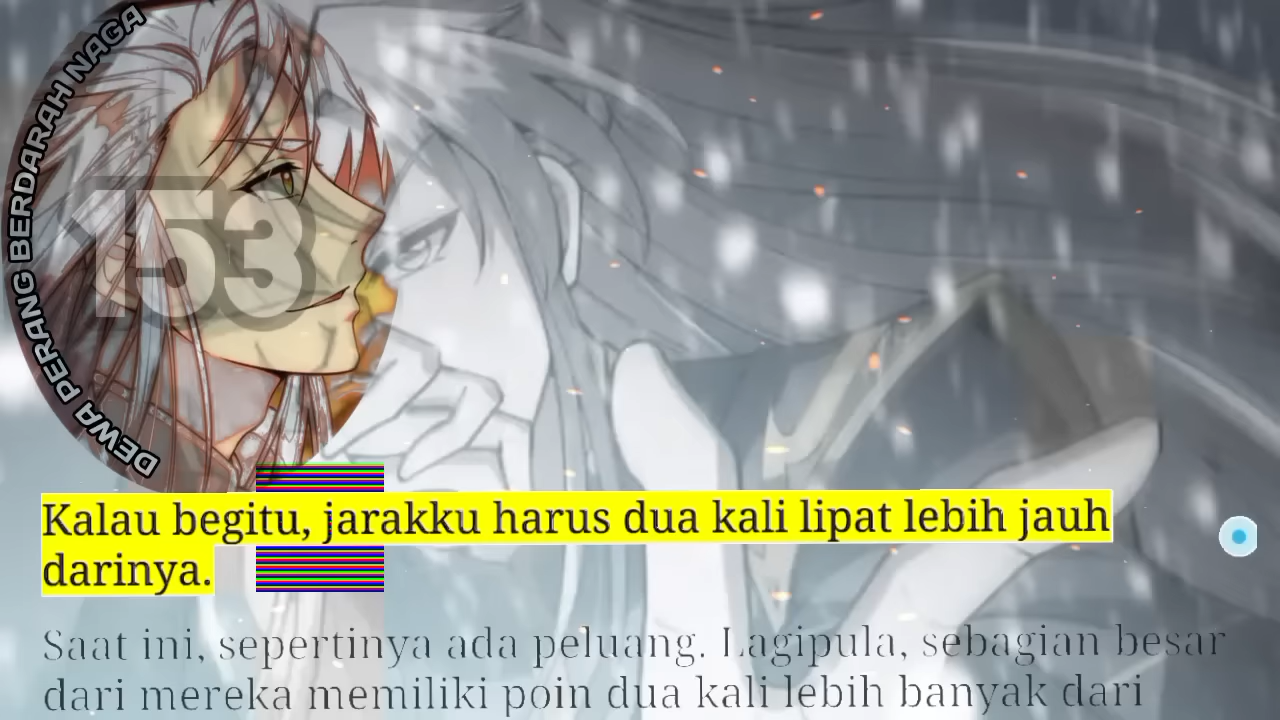 DEWA PERANG BERDARAH NAGA
153
Kalau begitu, jarakku harus dua kali lipat lebih jauh
darinya.
Saat ini, sepertinya ada peluang. Lagipula, sebagian besar
dari mereka memiliki poin dua kali lebih banyak dari